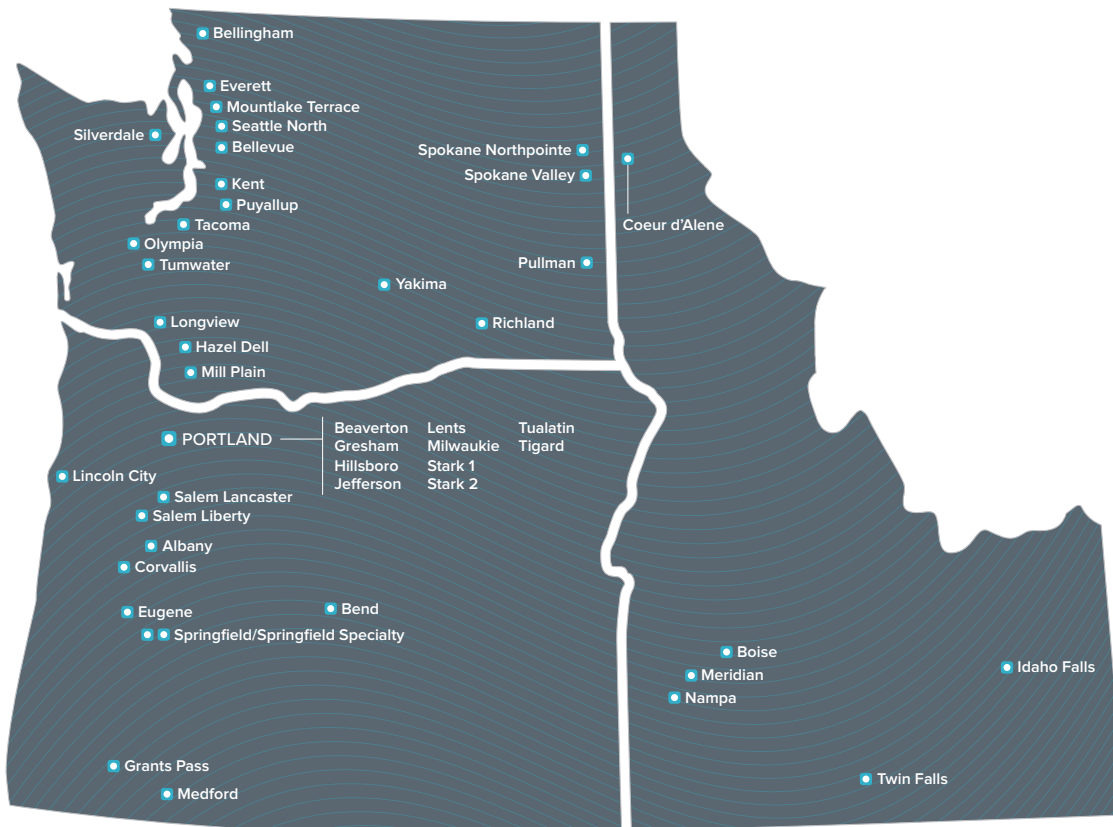 Bellingham
Everett
Mountlake Terrace
Seattle North
Silverdale
Bellevue
Spokane Northpointe
Spokane Valley
Kent
Puyallup
Tacoma
Coeur d'Alene
Olympia
Tumwater
Pullman
Yakima
Longview
Richland
Hazel Dell
Mill Plain
PORTLAND
Beaverton Lents Tualatin
Gresham Milwaukie Tigard
Hillsboro Stark 1
Jefferson Stark 2
Lincoln City
Salem Lancaster
Salem Liberty
Albany
Corvallis
Eugene
Bend
Springfield/Springfield Specialty
Boise
Meridian
Idaho Falls
Nampa
Grants Pass
Twin Falls
Medford